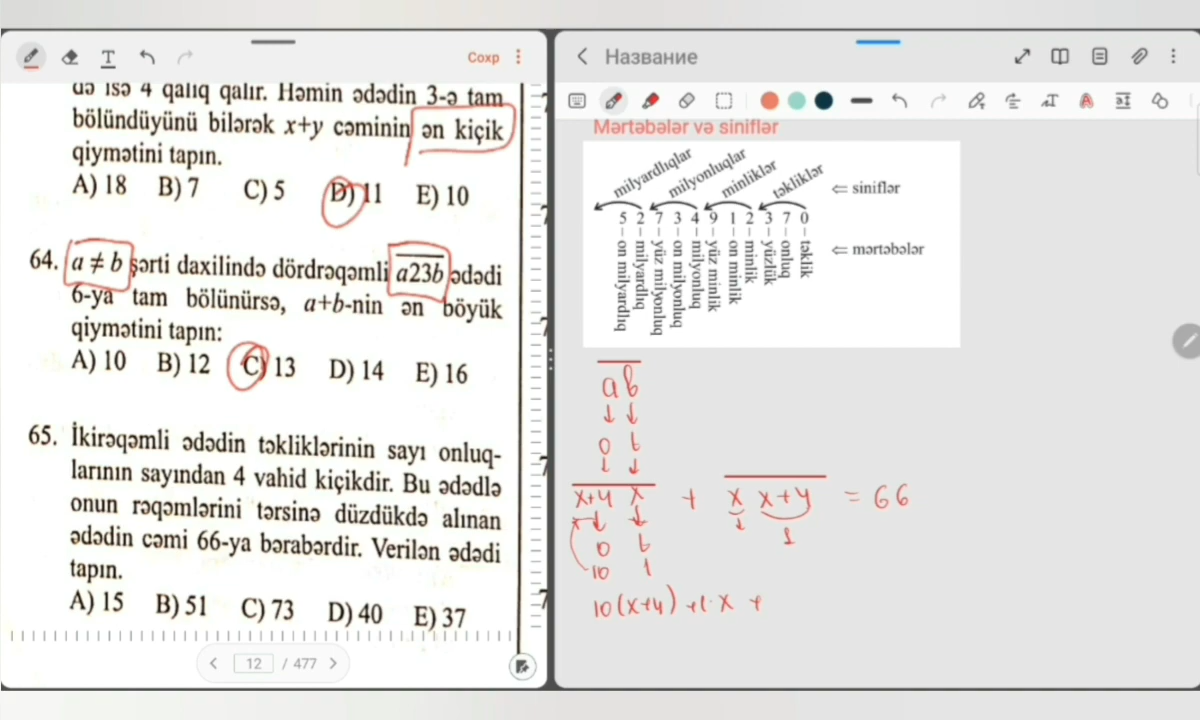 Сохр
də isə 4 qalıq qalır. Həmin ədədin 3-ə tam
bölündüyünü bilərək x+y cəminin ən kiçik
qiymətini tapın.
A) 18 B) 7 C) 5 D) 11 E) 10
64. a ≠ b şərti daxilində dördrəqəmli a23b ədədi
6-ya tam bölünürsə, a+b-nin ən böyük
qiymətini tapın:
A) 10 B) 12 C) 13 D) 14 E) 16
65. İkirəqəmli ədədin təkliklərinin sayı onluq-
larının sayından 4 vahid kiçikdir. Bu ədədlə
onun rəqəmlərini tərsinə düzdükdə alınan
ədədin cəmi 66-ya bərabərdir. Verilən ədədi
tapın.
A) 15 B) 51 C) 73 D) 40 E) 37
12 / 477
Название
Mərtəbələr və siniflər
milyardlıqlar milyonluqlar minliklər təkliklər ⇐ siniflər
5 2 7 3 4 9 1 2 3 7 0
on milyardlıq
milyardlıq
yüz milyonluq
on milyonluq
milyonluq
yüz minlik
on minlik
minlik
yüzlük
onluq
təklik
⇐ mərtəbələr
ab
↓ ↓
0 t
↓ ↓
x+4 x + x x+4 = 66
0 t
10 1
1
10(x+4) +1·x +